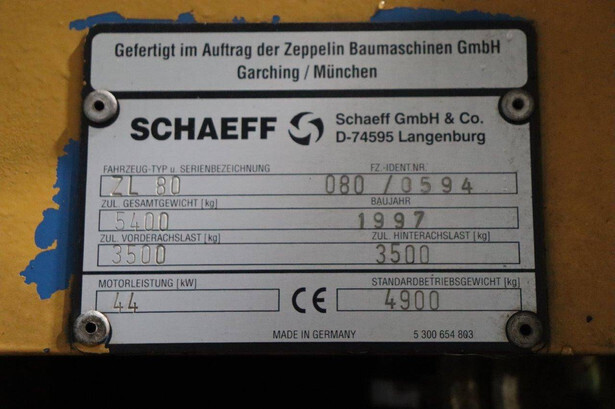 Gefertigt im Auftrag der Zeppelin Baumaschinen GmbH
Garching / München
SCHAEFF Schaeff GmbH & Co.
D-74595 Langenburg
FAHRZEUG-TYP u. SERIENBEZEICHNUNG FZ.-IDENT.NR.
ZL 80 080 /0594
ZUL. GESAMTGEWICHT [kg] BAUJAHR
5400 1997
ZUL. VORDERACHSLAST [kg] ZUL. HINTERACHSLAST [kg]
3500 3500
MOTORLEISTUNG [kW] STANDARDBETRIEBSGEWICHT [kg]
44 CE 4900
MADE IN GERMANY 5 300 654 893